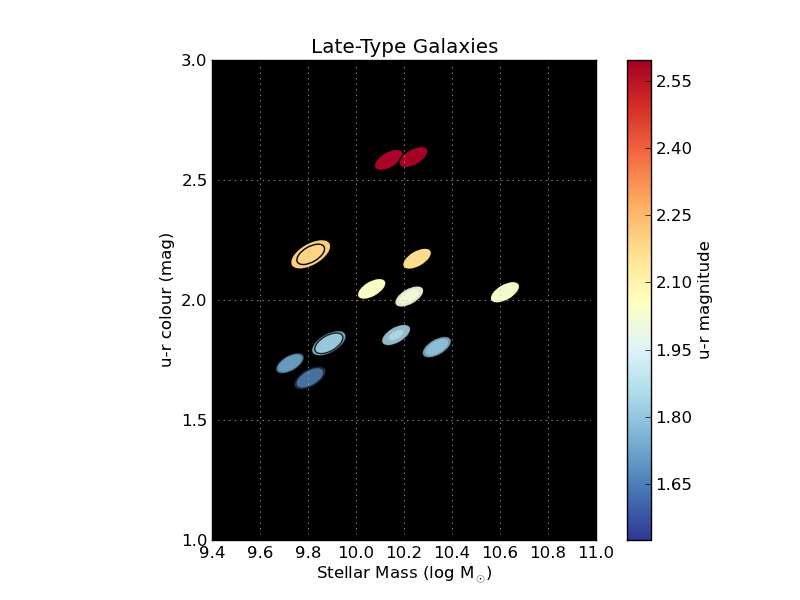 Late-Type Galaxies
3.0
2.5
2.0
1.5
1.0
u-r colour (mag)
9.4 9.6 9.8 10.0 10.2 10.4 10.6 10.8 11.0
Stellar Mass (log M☉)
2.55
2.40
2.25
2.10
1.95
1.80
1.65
u-r magnitude